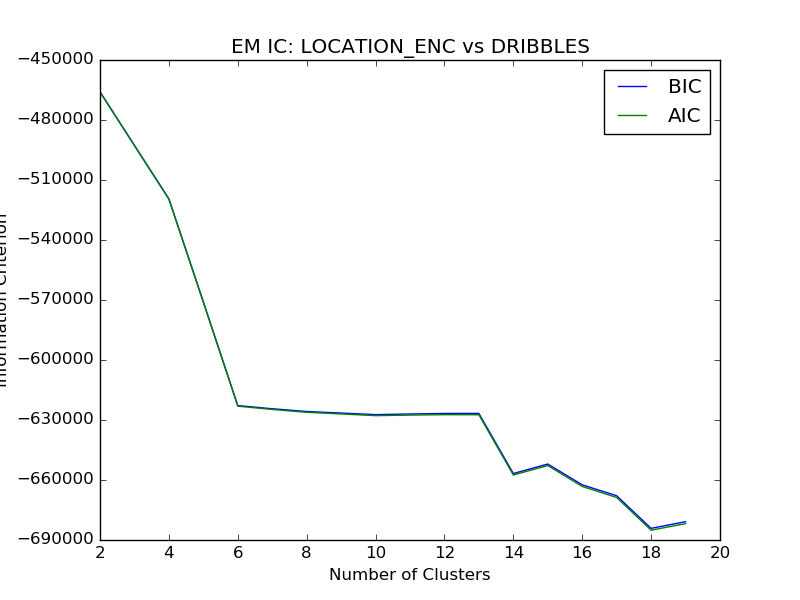 EM IC: LOCATION_ENC vs DRIBBLES
BIC
AIC
−450000
−480000
−510000
−540000
−570000
−600000
−630000
−660000
−690000
Information Criterion
2 4 6 8 10 12 14 16 18 20
Number of Clusters